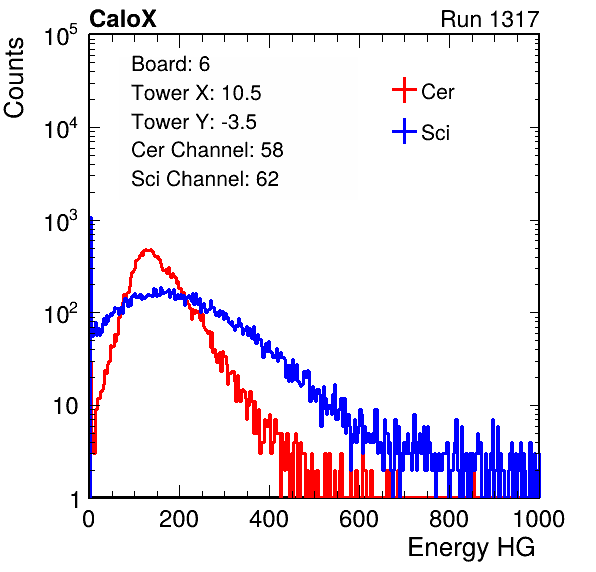 CaloX Run 1317
Counts
10^5
10^4
10^3
10^2
10
1
Board: 6
Tower X: 10.5
Tower Y: -3.5
Cer Channel: 58
Sci Channel: 62
Cer
Sci
0 200 400 600 800 1000
Energy HG